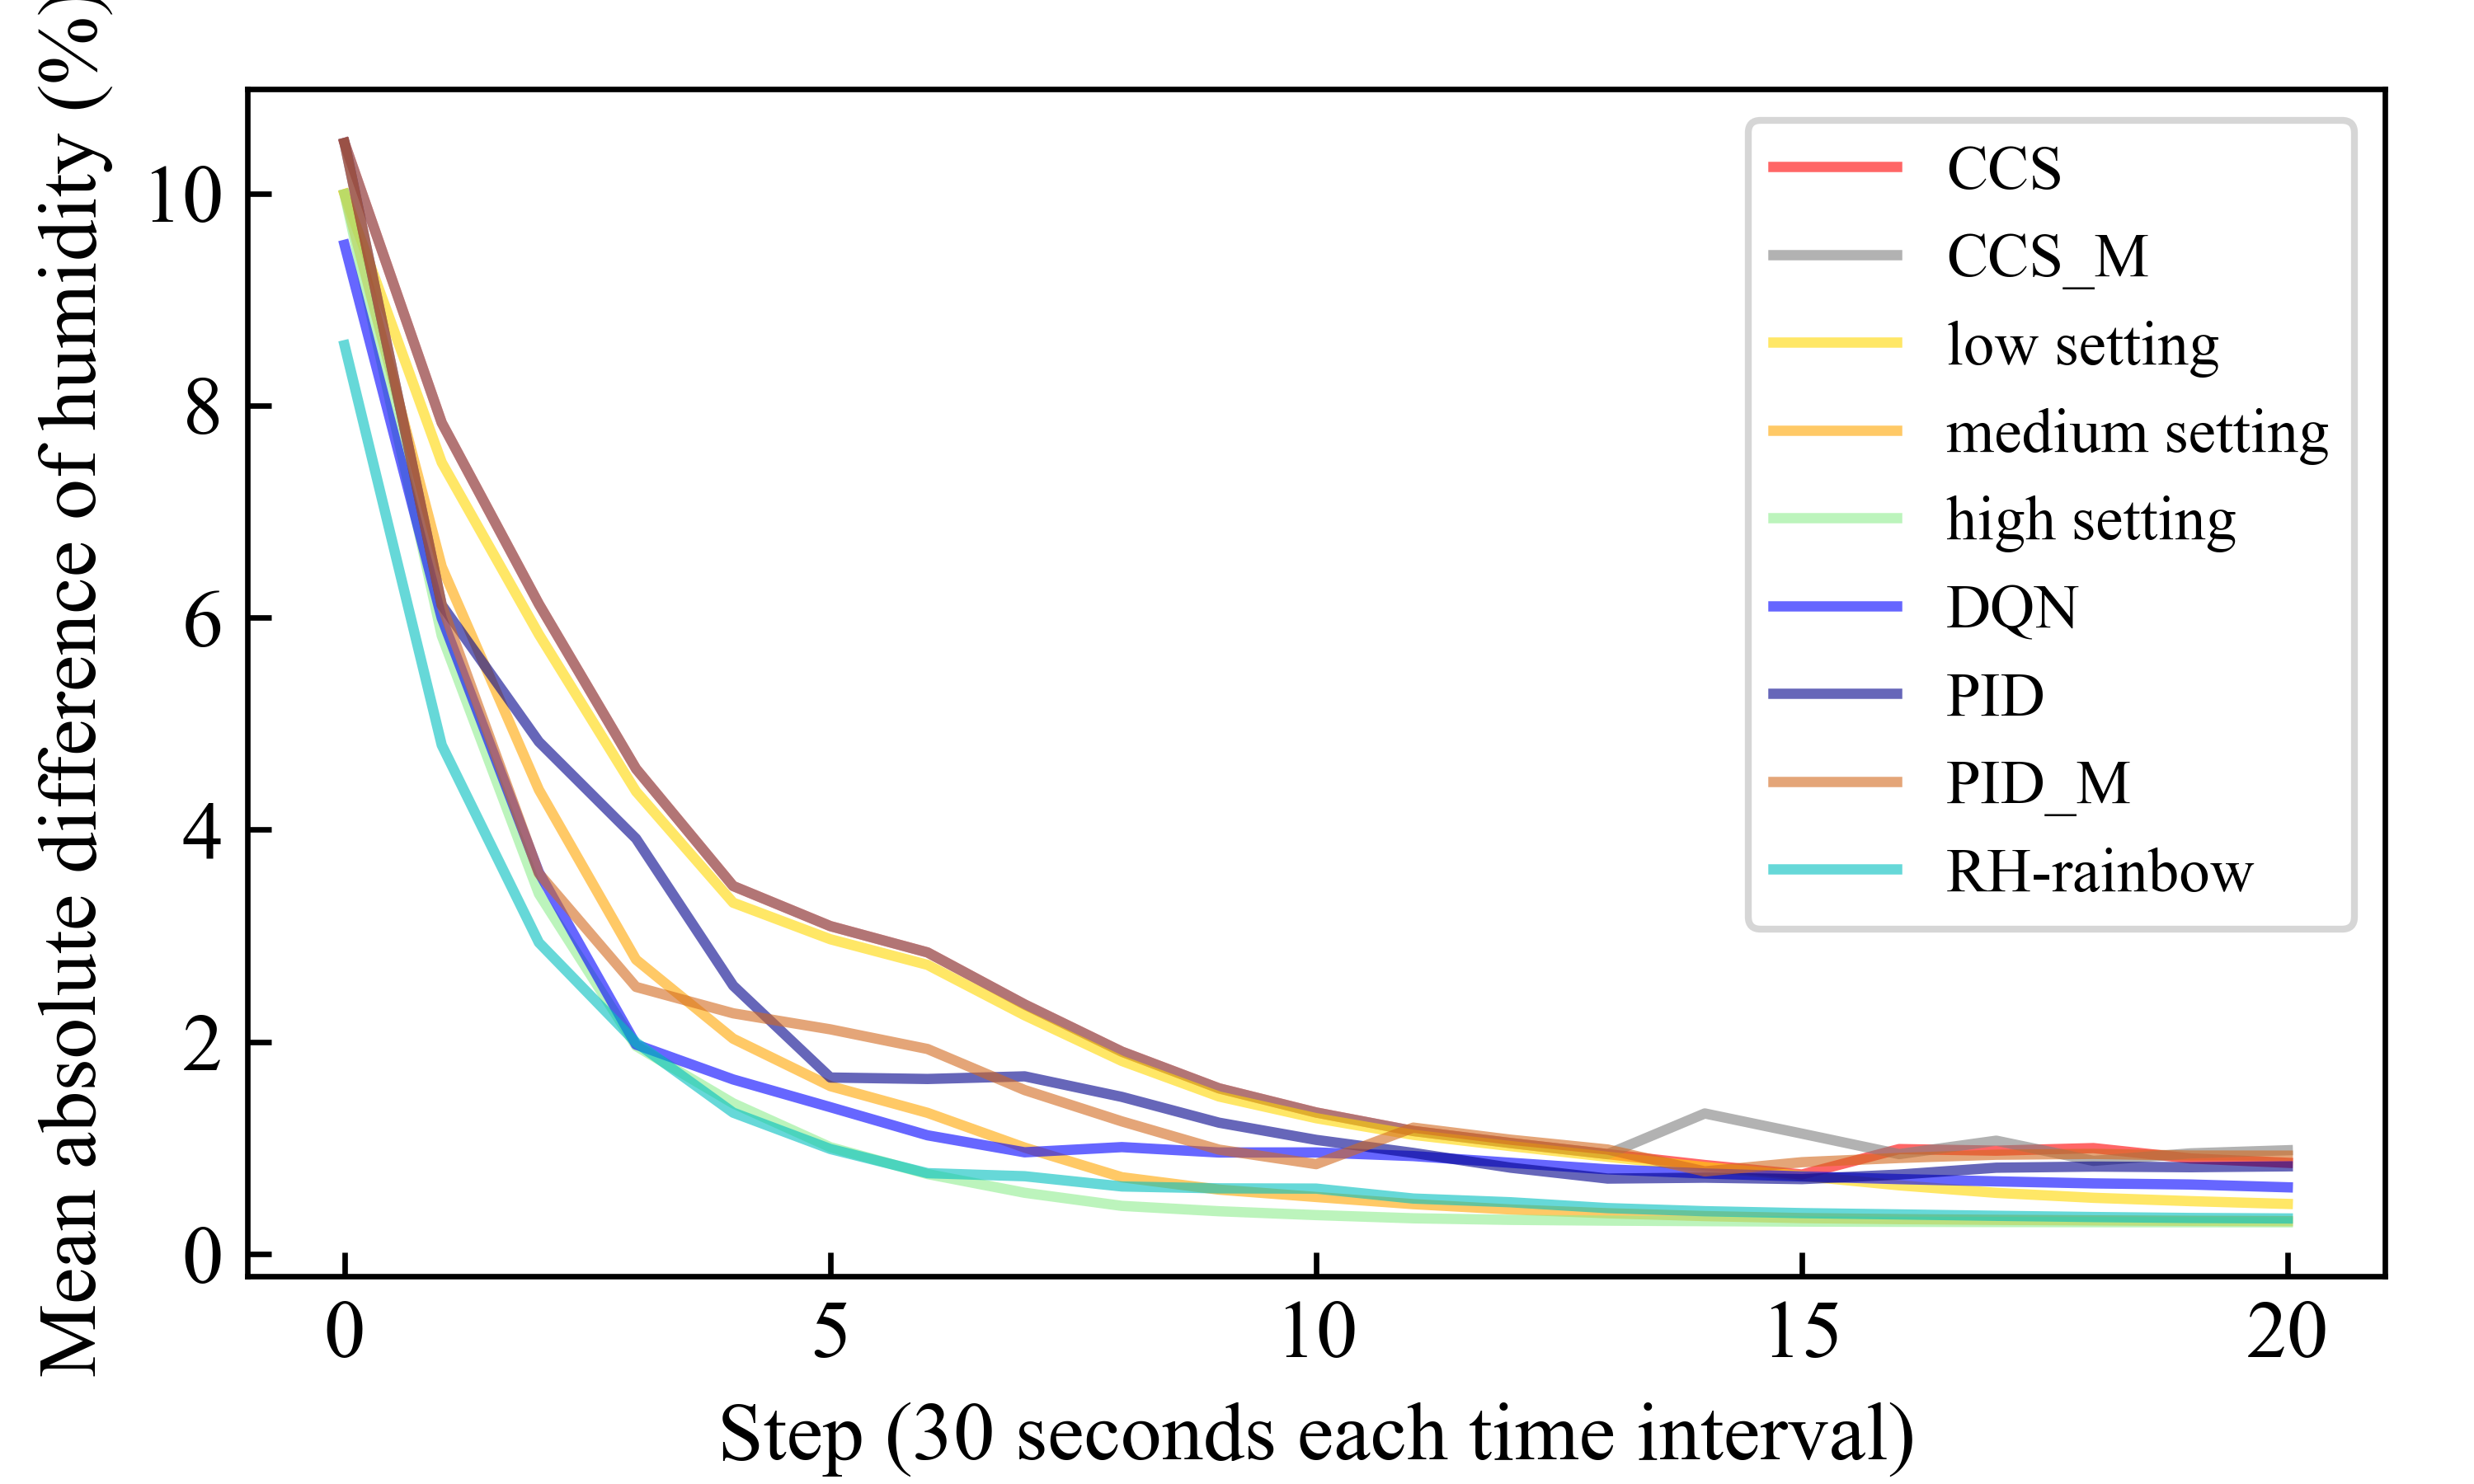 Mean absolute difference of humidity (%)
10
8
6
4
2
0
0 5 10 15 20
Step (30 seconds each time interval)
CCS
CCS_M
low setting
medium setting
high setting
DQN
PID
PID_M
RH-rainbow